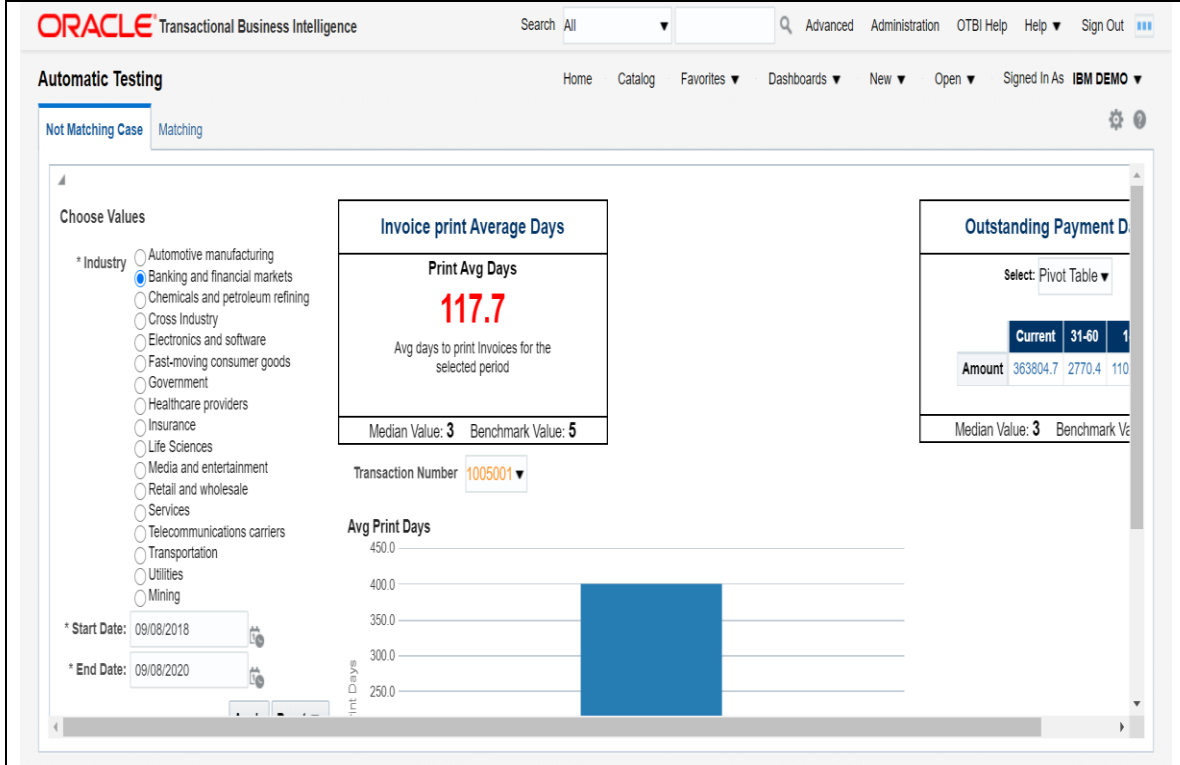 ORACLE Transactional Business Intelligence Search All Advanced Administration OTBI Help Help Sign Out
Automatic Testing Home Catalog Favorites Dashboards New Open Signed In As IBM DEMO
Not Matching Case Matching
Choose Values
* Industry
Automotive manufacturing
Banking and financial markets
Chemicals and petroleum refining
Cross Industry
Electronics and software
Fast-moving consumer goods
Government
Healthcare providers
Insurance
Life Sciences
Media and entertainment
Retail and wholesale
Services
Telecommunications carriers
Transportation
Utilities
Mining
* Start Date: 09/08/2018
* End Date: 09/08/2020
Invoice print Average Days
Print Avg Days
117.7
Avg days to print Invoices for the
selected period
Median Value: 3 Benchmark Value: 5
Transaction Number 1005001
Avg Print Days
450.0
400.0
350.0
300.0
250.0
Outstanding Payment
Select: Pivot Table
Current 31-60
Amount 363804.7 2770.4 110
Median Value: 3 Benchmark